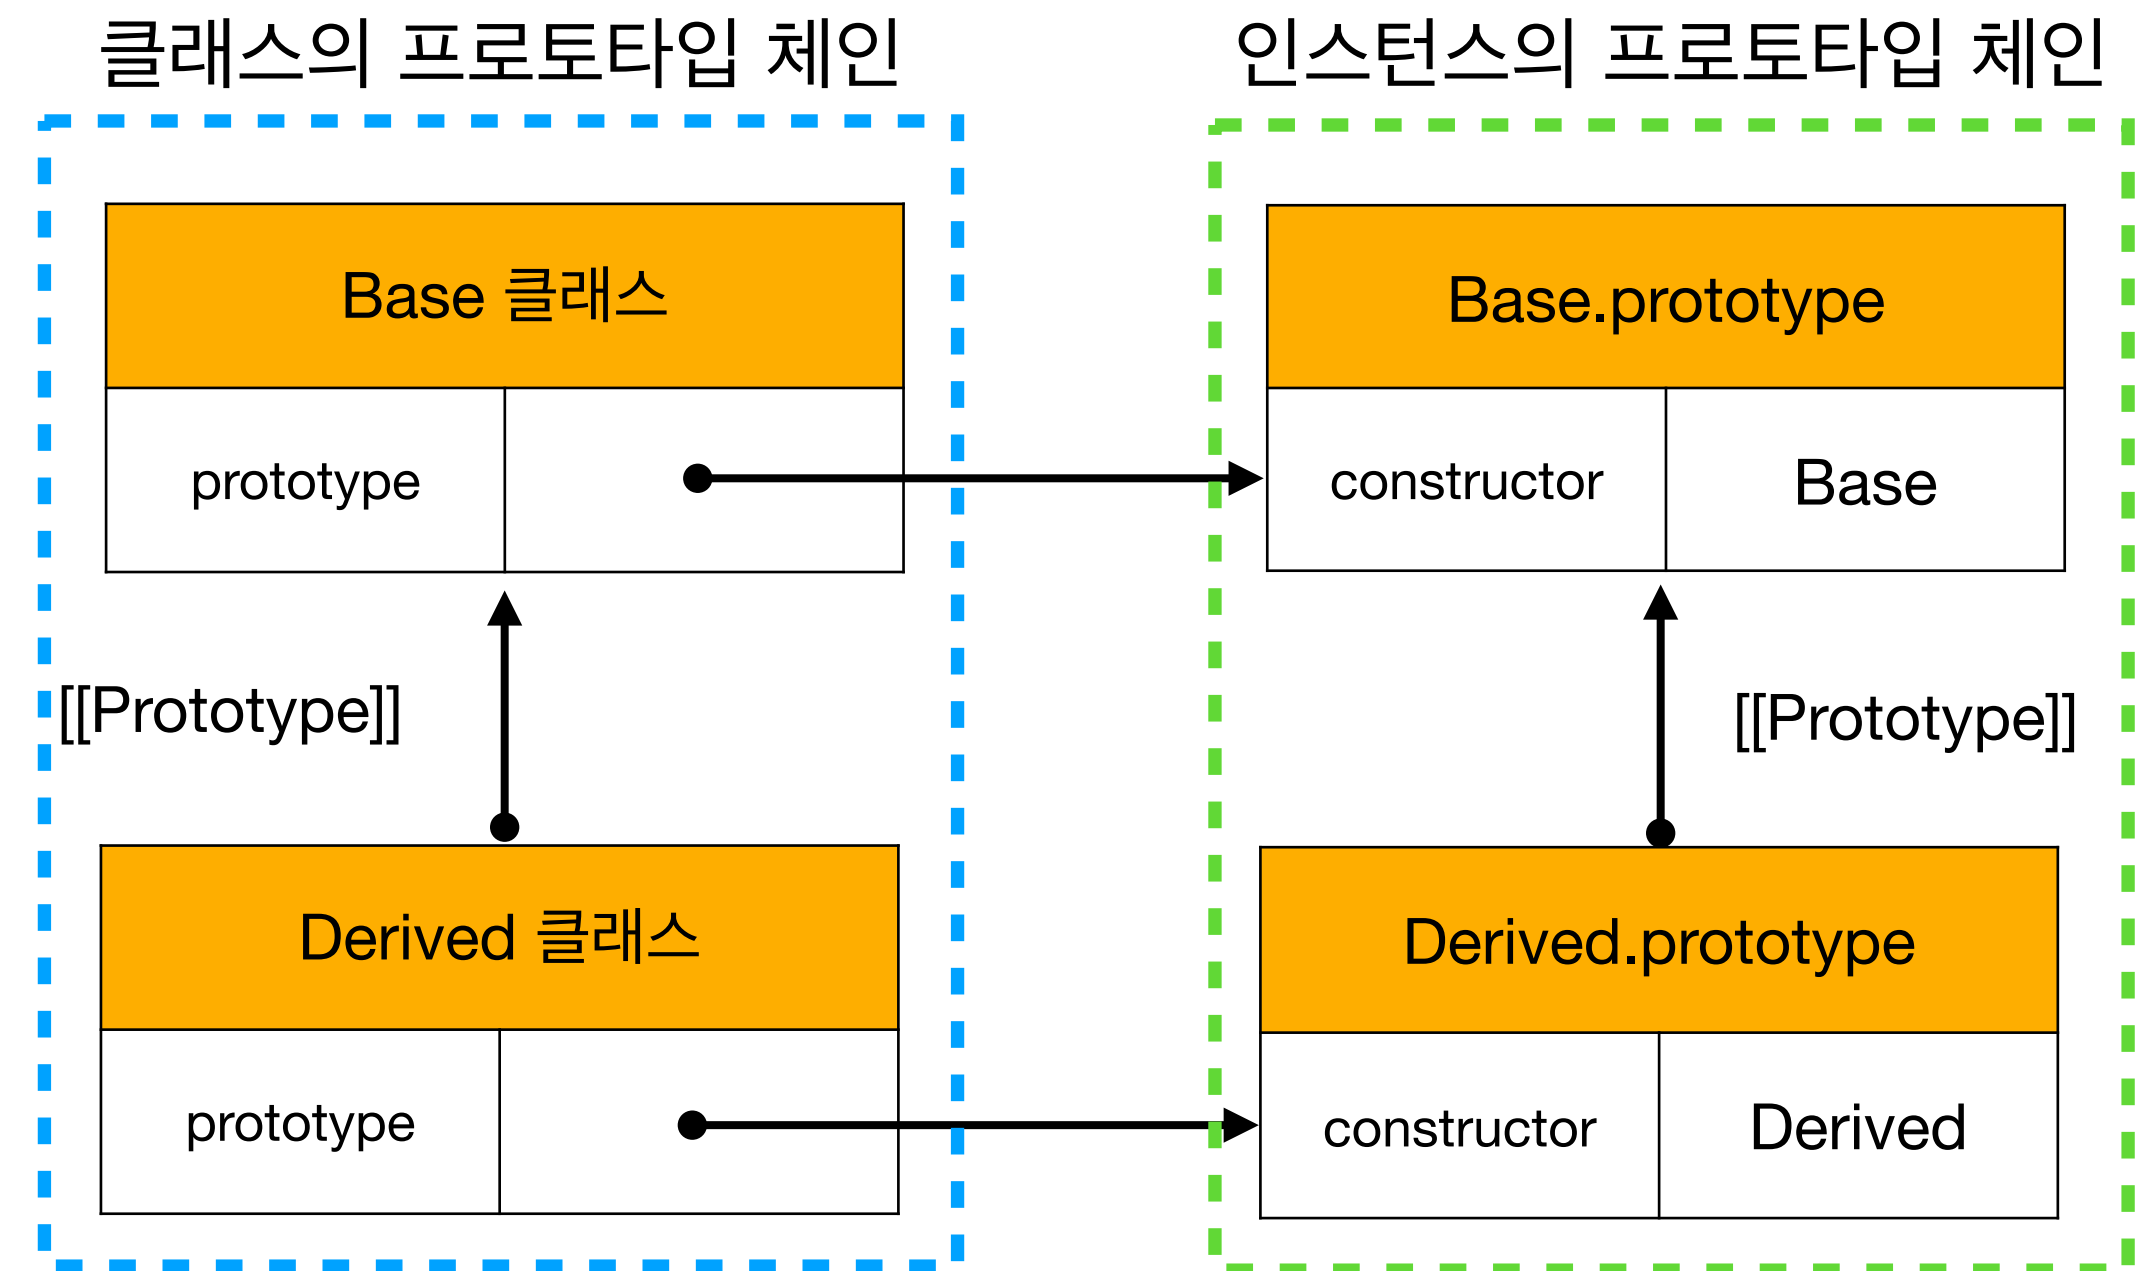 클래스의 프로토타입 체인
인스턴스의 프로토타입 체인
Base 클래스
Base.prototype
prototype
constructor
Base
[[Prototype]]
[[Prototype]]
Derived 클래스
Derived.prototype
prototype
constructor
Derived